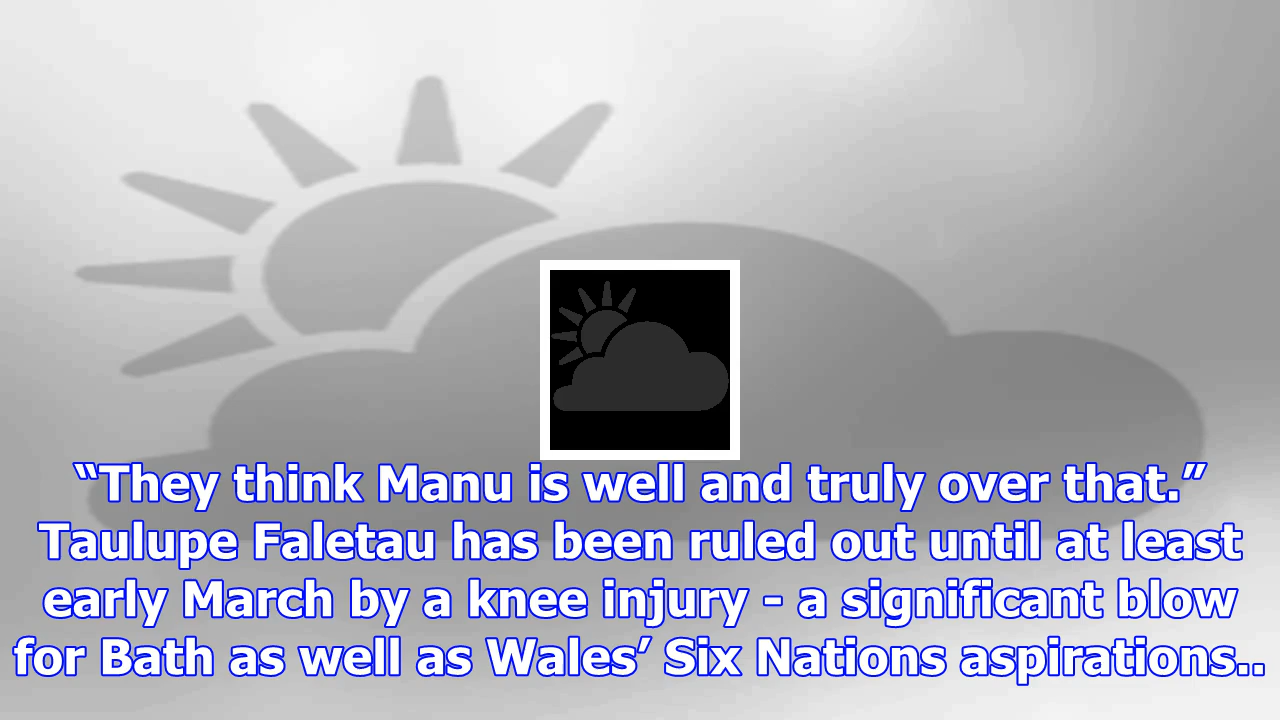 “They think Manu is well and truly over that.”
Taulupe Faletau has been ruled out until at least
early March by a knee injury - a significant blow
for Bath as well as Wales’ Six Nations aspirations..